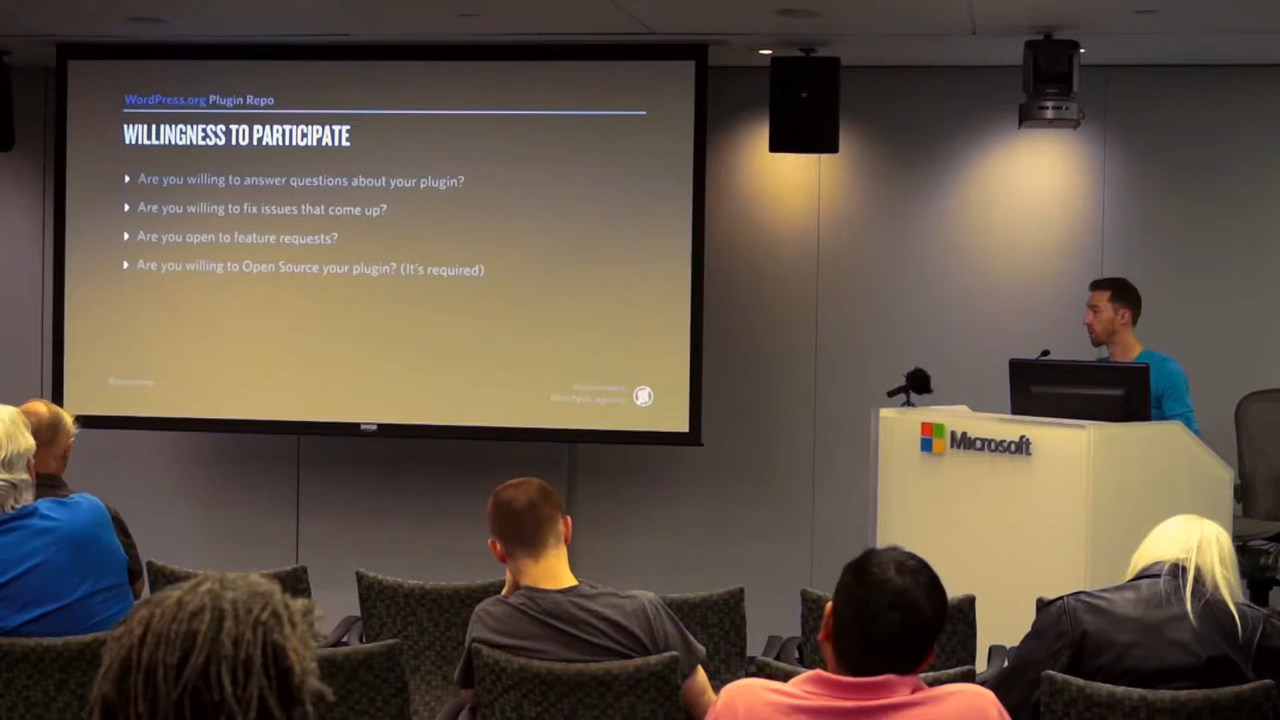 WordPress.org Plugin Repo
WILLINGNESS TO PARTICIPATE
Are you willing to answer questions about your plugin?
Are you willing to fix issues that come up?
Are you open to feature requests?
Are you willing to Open Source your plugin? (It's required)
Microsoft